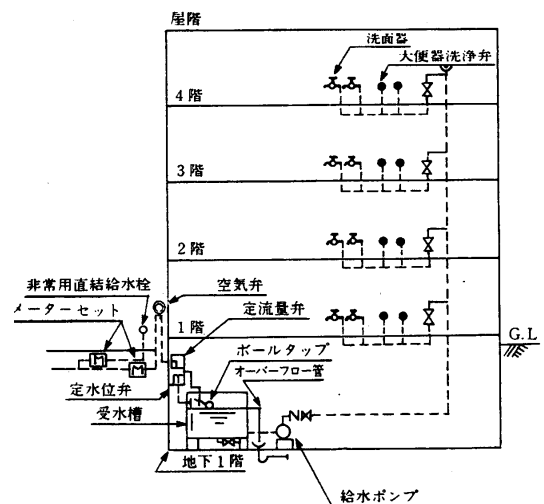 屋階
洗面器
大便器洗浄弁
4階
3階
2階
非常用直結給水栓
空気弁
メーターセット
定流量弁
1階
G.L
ボールタップ
オーバーフロー管
M
M
定水位弁
受水槽
地下1階
給水ポンプ